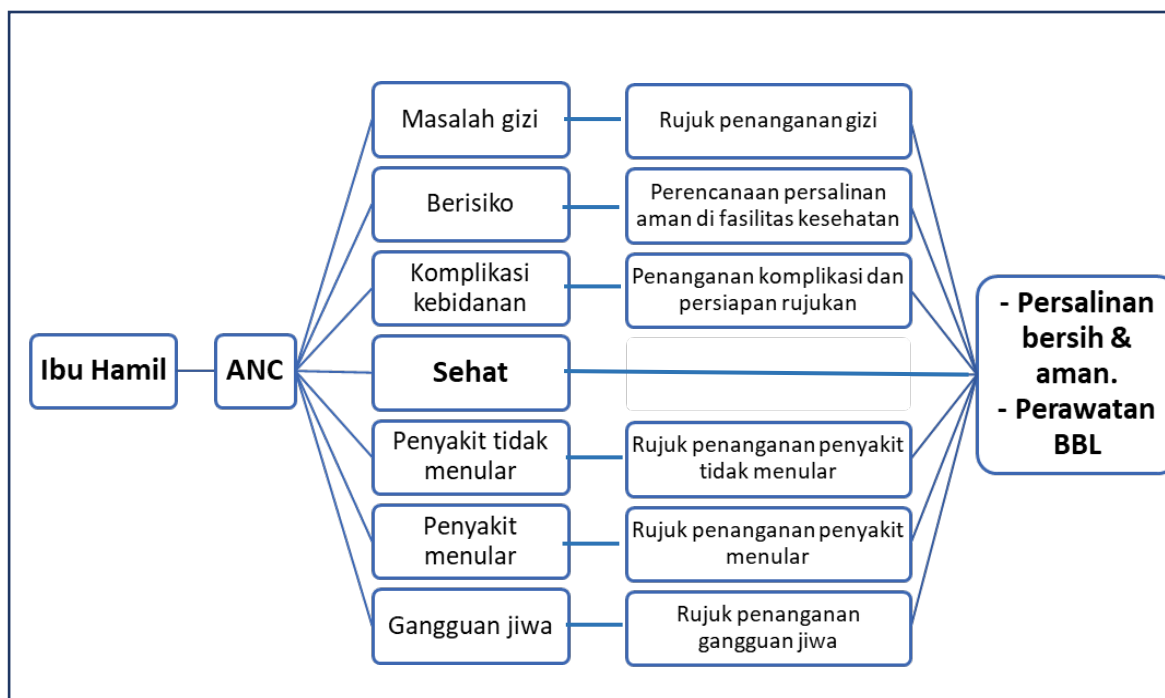 Ibu Hamil
ANC
Masalah gizi
Rujuk penanganan gizi
Berisiko
Perencanaan persalinan
aman di fasilitas kesehatan
Komplikasi
kebidanan
Penanganan komplikasi dan
persiapan rujukan
Sehat
Penyakit tidak
menular
Rujuk penanganan penyakit
tidak menular
Penyakit
menular
Rujuk penanganan penyakit
menular
Gangguan jiwa
Rujuk penanganan
gangguan jiwa
- Persalinan
bersih &
aman.
- Perawatan
BBL